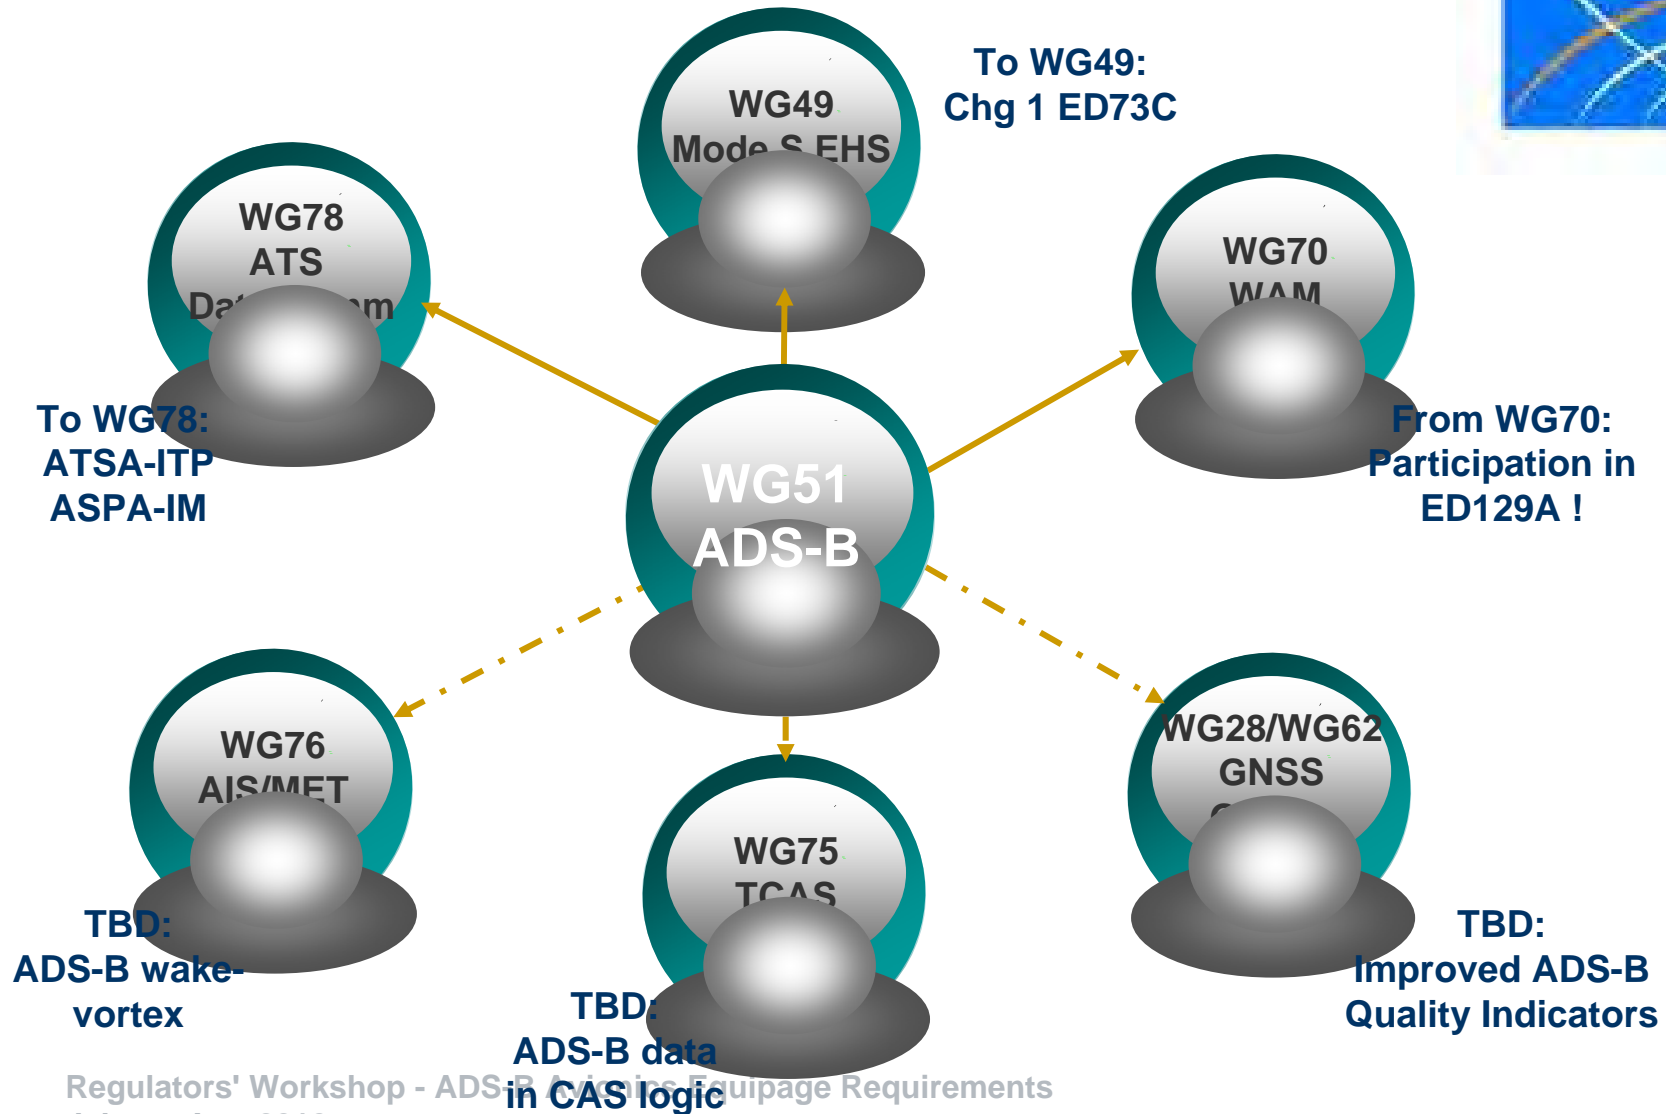 WG49
Mode S EHS
To WG49:
Chg 1 ED73C
WG78
ATS
To WG78:
ATSA-ITP
ASPA-IM
WG70
WAM
From WG70:
Participation in
ED129A !
WG51
ADS-B
WG76
AIS/MET
TBD:
ADS-B wake-
vortex
WG75
TCAS
TBD:
ADS-B data
in CAS logic
WG28/WG62
GNSS
TBD:
Improved ADS-B
Quality Indicators
Regulators' Workshop - ADS-B Avionics Equipage Requirements